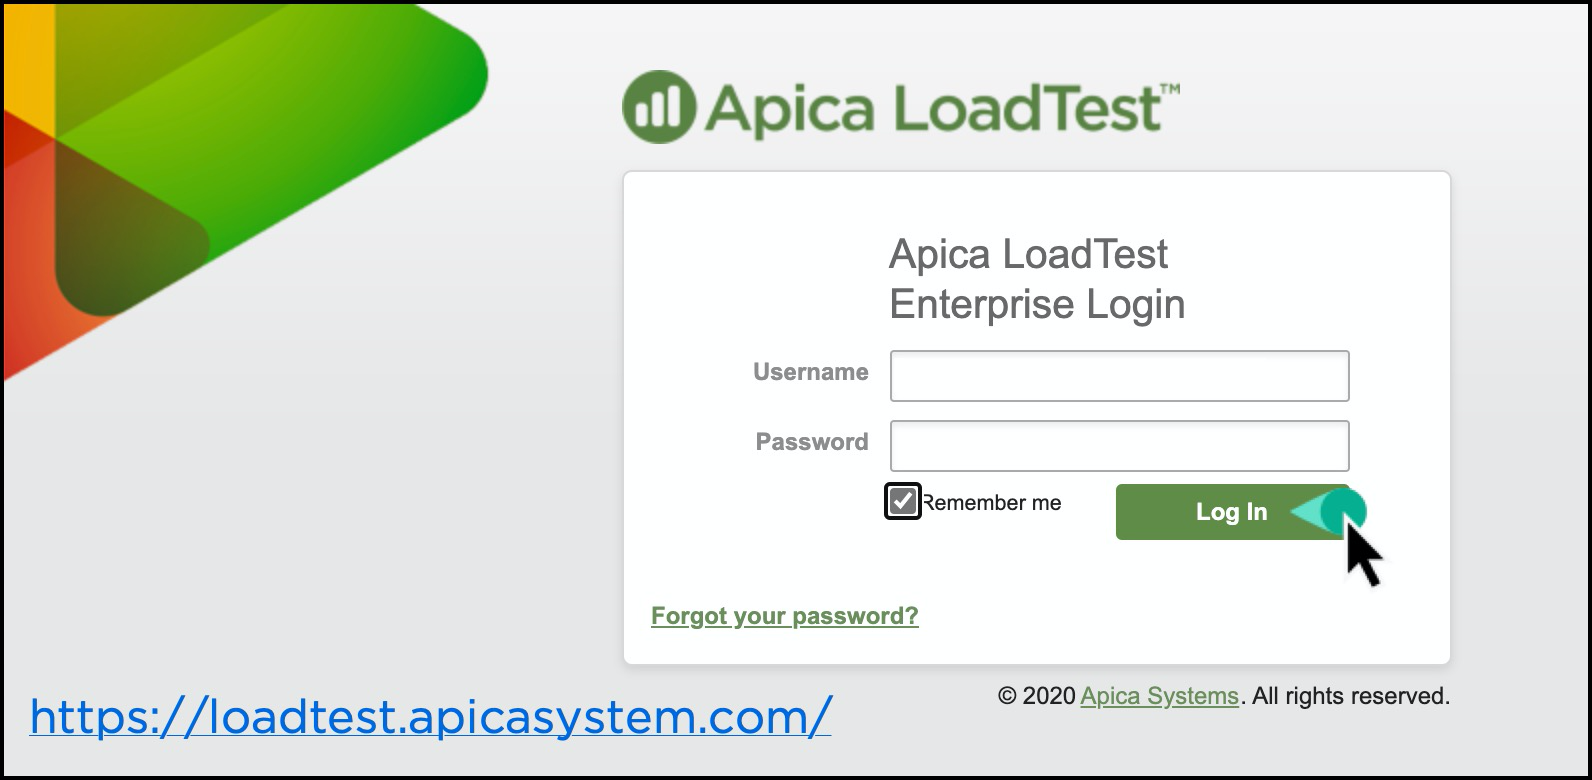 Apica LoadTest™
Apica LoadTest
Enterprise Login
Username
Password
Remember me
Log In
Forgot your password?
© 2020 Apica Systems. All rights reserved.
https://loadtest.apicasystem.com/